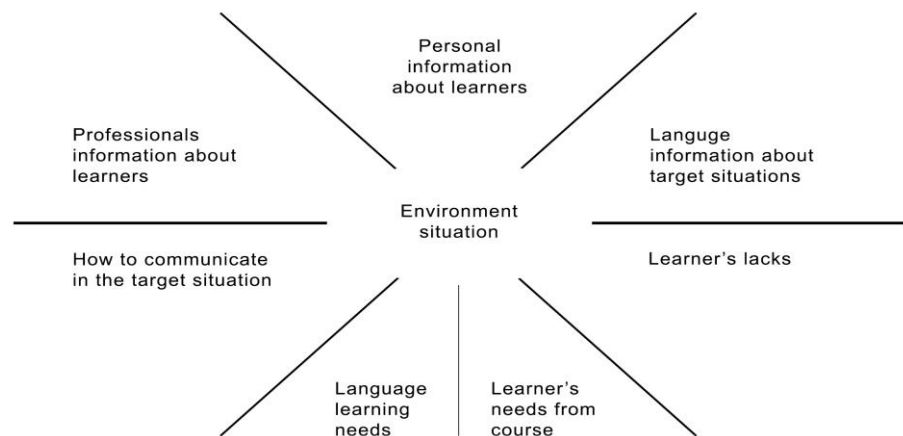 Personal
information
about learners
Professionals
information about
learners
Languge
information about
target situations
Environment
situation
How to communicate
in the target situation
Learner's lacks
Language
learning
needs
Learner's
needs from
course